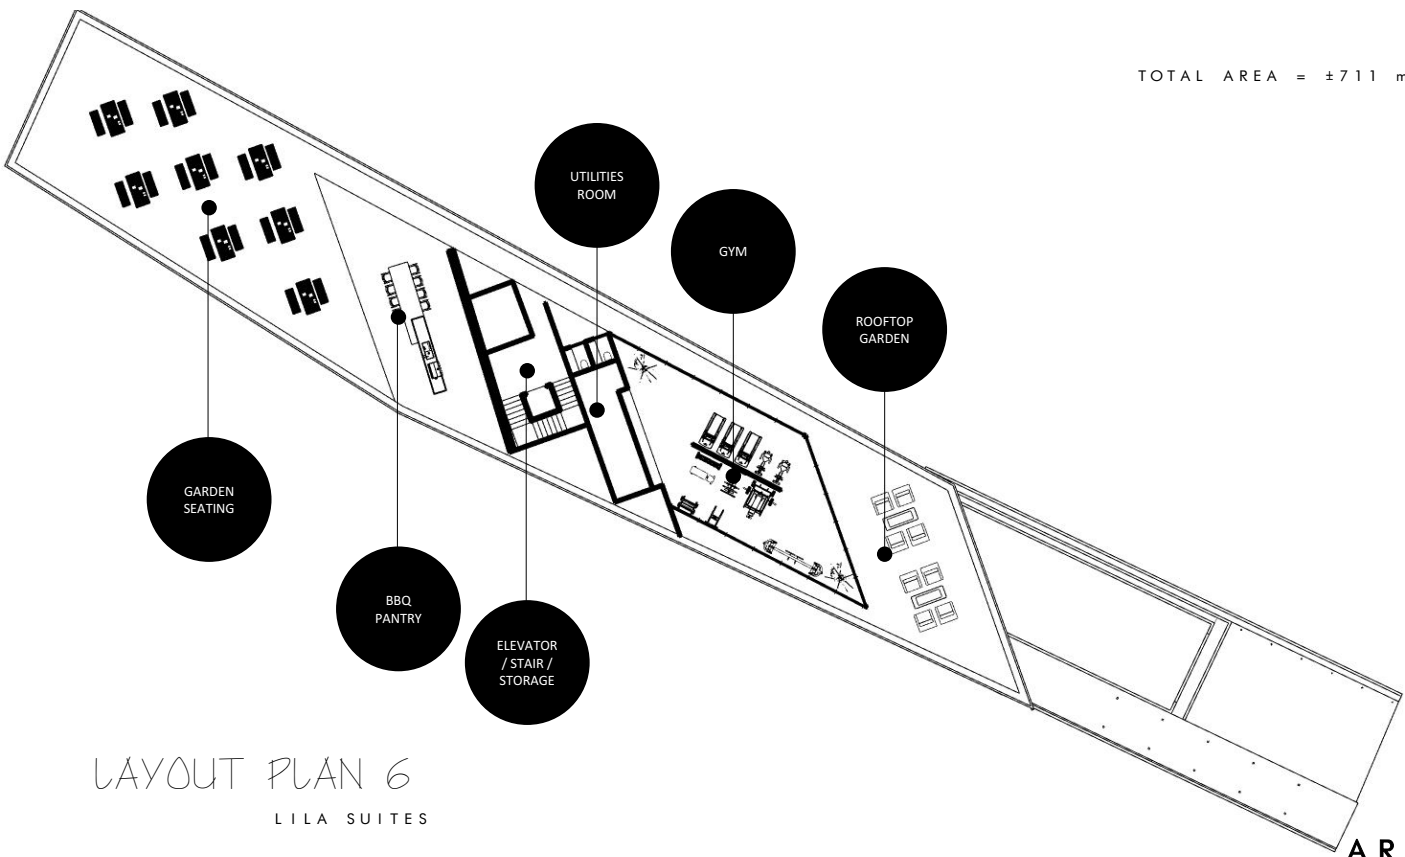 TOTAL AREA = ±711 m
UTILITIES
ROOM
GYM
ROOFTOP
GARDEN
GARDEN
SEATING
BBQ
PANTRY
ELEVATOR
/ STAIR /
STORAGE
LAYOUT PLAN 6
LILA SUITES
AR